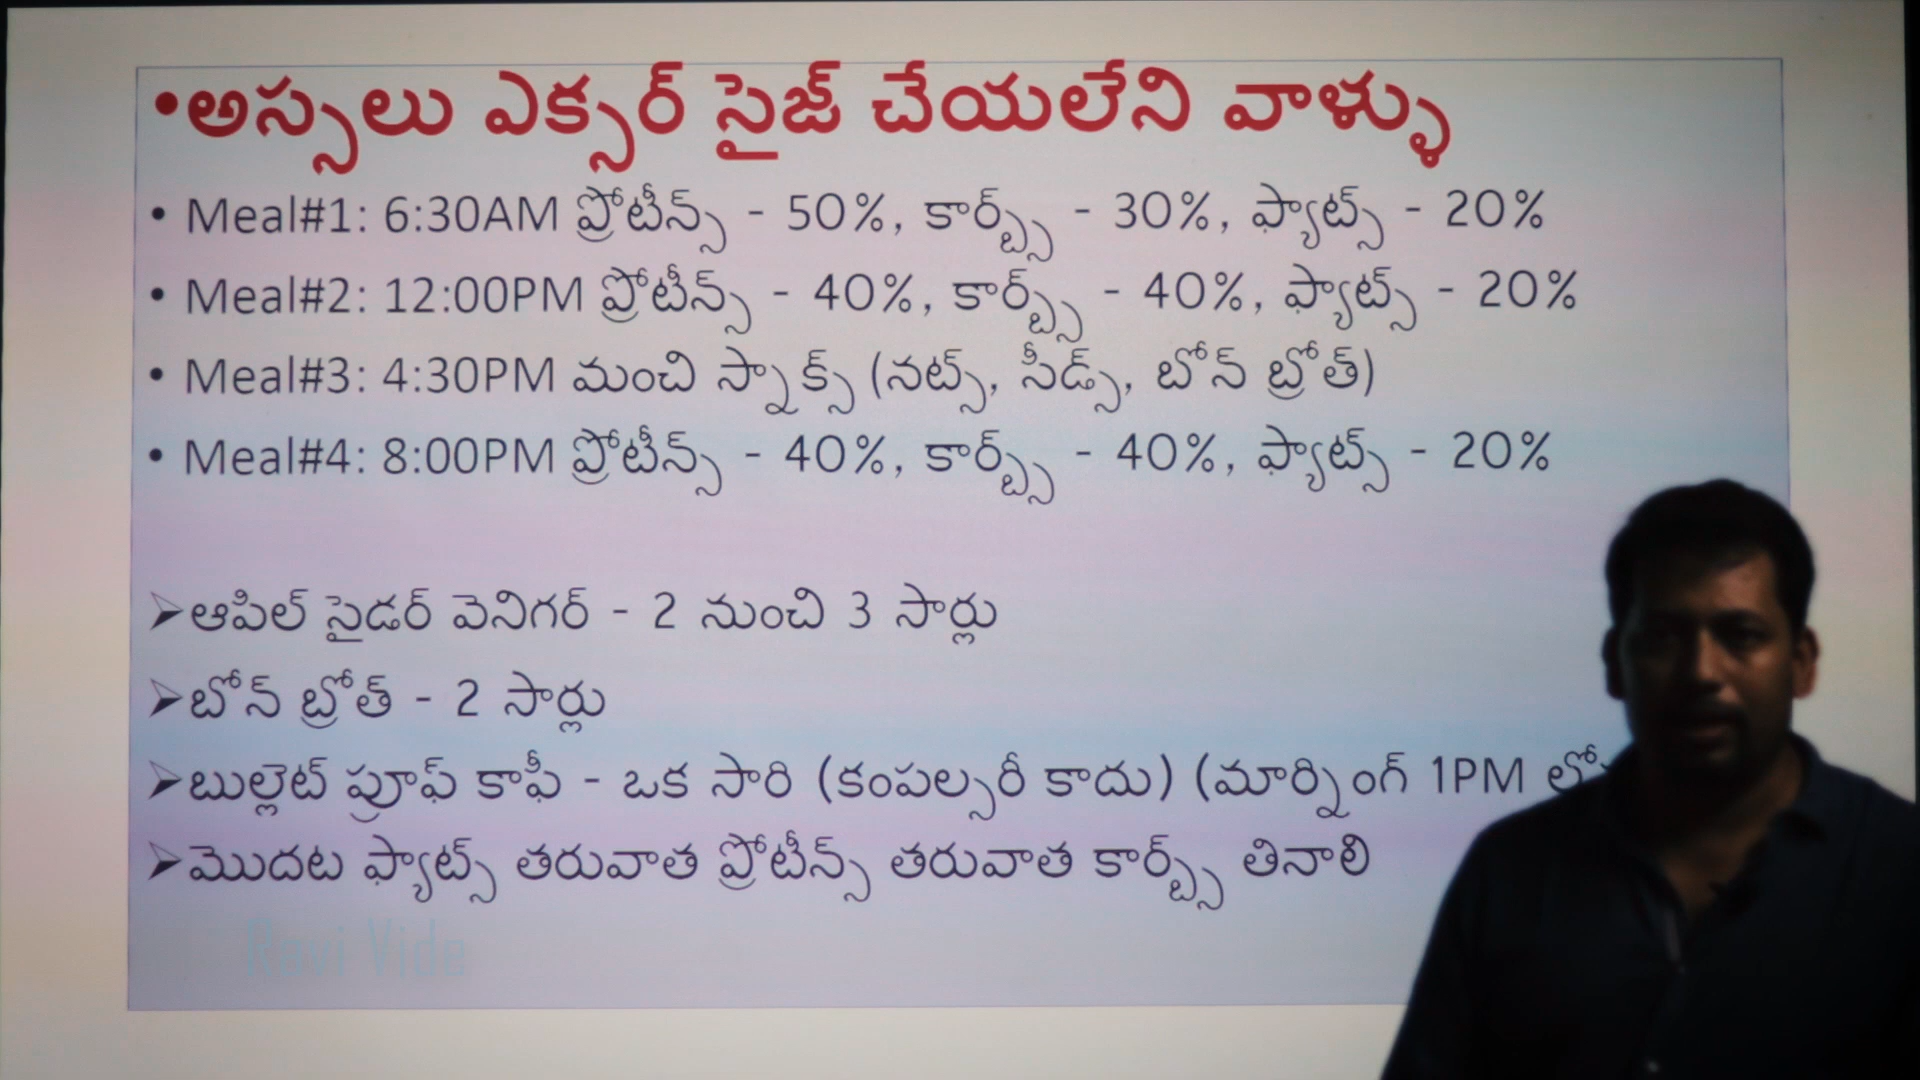 •అస్సలు ఎక్సర్ సైజ్ చేయలేని వాళ్ళు
• Meal#1: 6:30AM ప్రోటీన్స్ - 50%, కార్బ్స్ - 30%, ఫ్యాట్స్ - 20%
• Meal#2: 12:00PM ప్రోటీన్స్ - 40%, కార్బ్స్ - 40%, ఫ్యాట్స్ - 20%
• Meal#3: 4:30PM మంచి స్నాక్స్ (నట్స్, సీడ్స్, బోన్ బ్రోత్)
• Meal#4: 8:00PM ప్రోటీన్స్ - 40%, కార్బ్స్ - 40%, ఫ్యాట్స్ - 20%
➢ఆపిల్ సైడర్ వెనిగర్ - 2 నుంచి 3 సార్లు
➢బోన్ బ్రోత్ - 2 సార్లు
➢బుల్లెట్ ప్రూఫ్ కాఫీ - ఒక సారి (కంపల్సరీ కాదు) (మార్నింగ్ 1PM
➢మొదట ఫ్యాట్స్ తరువాత ప్రోటీన్స్ తరువాత కార్బ్స్ తినాలి
Ravi Vide